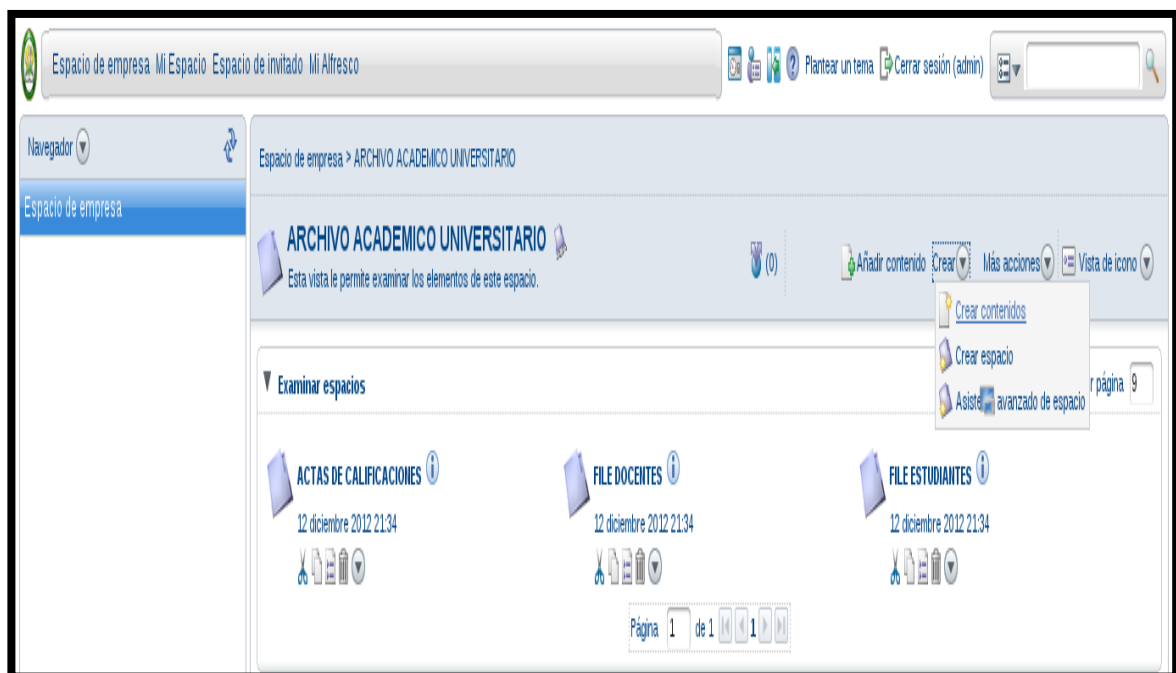 Espacio de empresa Mi Espacio Espacio de invitado Mi Alfresco
Plantear un tema Cerrar sesión (admin)
Navegador
Espacio de empresa
Espacio de empresa > ARCHIVO ACADEMICO UNIVERSITARIO
ARCHIVO ACADEMICO UNIVERSITARIO
Esta vista le permite examinar los elementos de este espacio.
(0)
Añadir contenido Crear Más acciones Vista de icono
Crear contenidos
Crear espacio
avanzado de espacio
Examinar espacios
página 9
ACTAS DE CALIFICACIONES
12 diciembre 2012 21:34
FILE DOCENTES
12 diciembre 2012 21:34
FILE ESTUDIANTES
12 diciembre 2012 21:34
Página 1 de 1 1